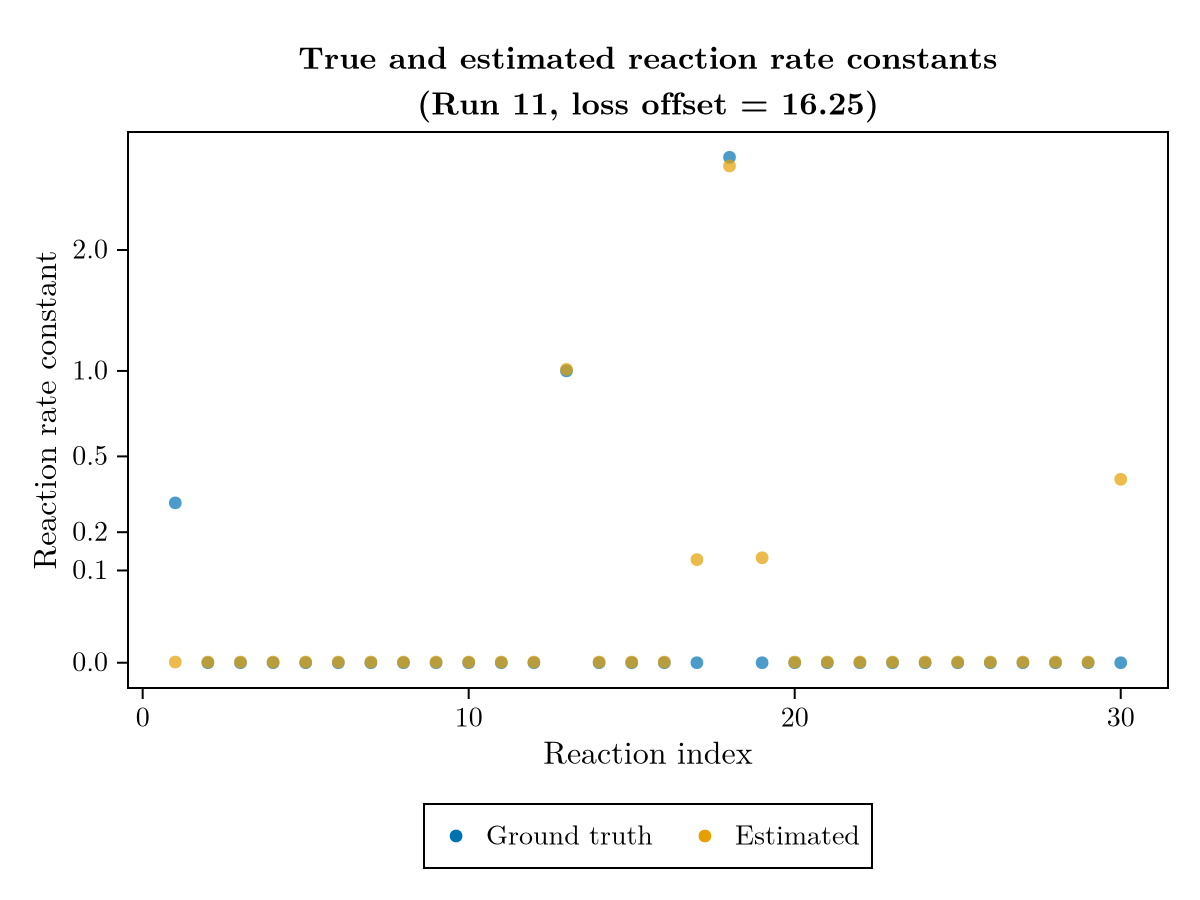 True and estimated reaction rate constants
(Run 11, loss offset = 16.25)
Reaction rate constant
2.0
1.0
0.5
0.2
0.1
0.0
0 10 20 30
Reaction index
Ground truth Estimated